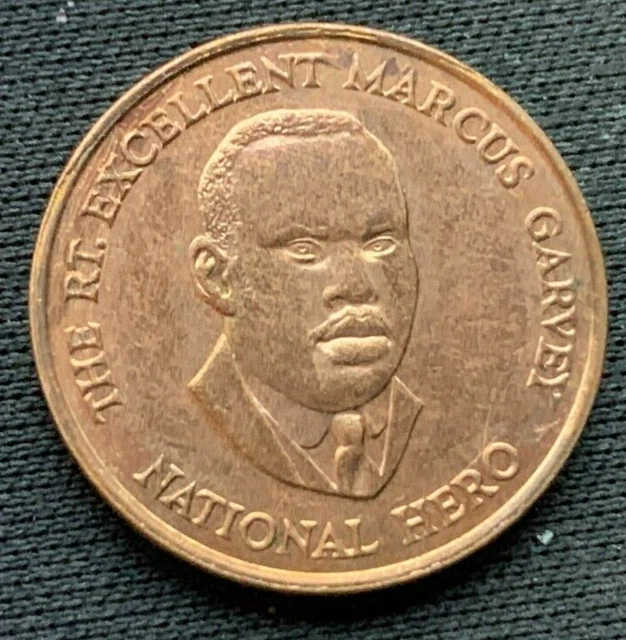 THE RT. EXCELLENT MARCUS GARVEY
NATIONAL HERO